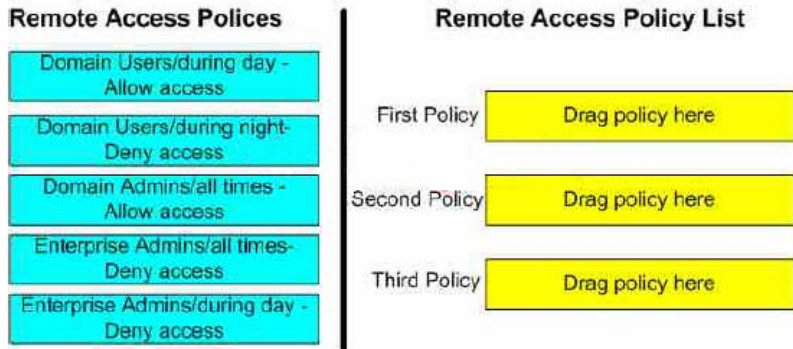 Remote Access Polices
Domain Users/during day -
Allow access
Domain Users/during night-
Deny access
Domain Admins/all times -
Allow access
Enterprise Admins/all times-
Deny access
Enterprise Admins/during day -
Deny access
Remote Access Policy List
First Policy
Drag policy here
Second Policy
Drag policy here
Third Policy
Drag policy here